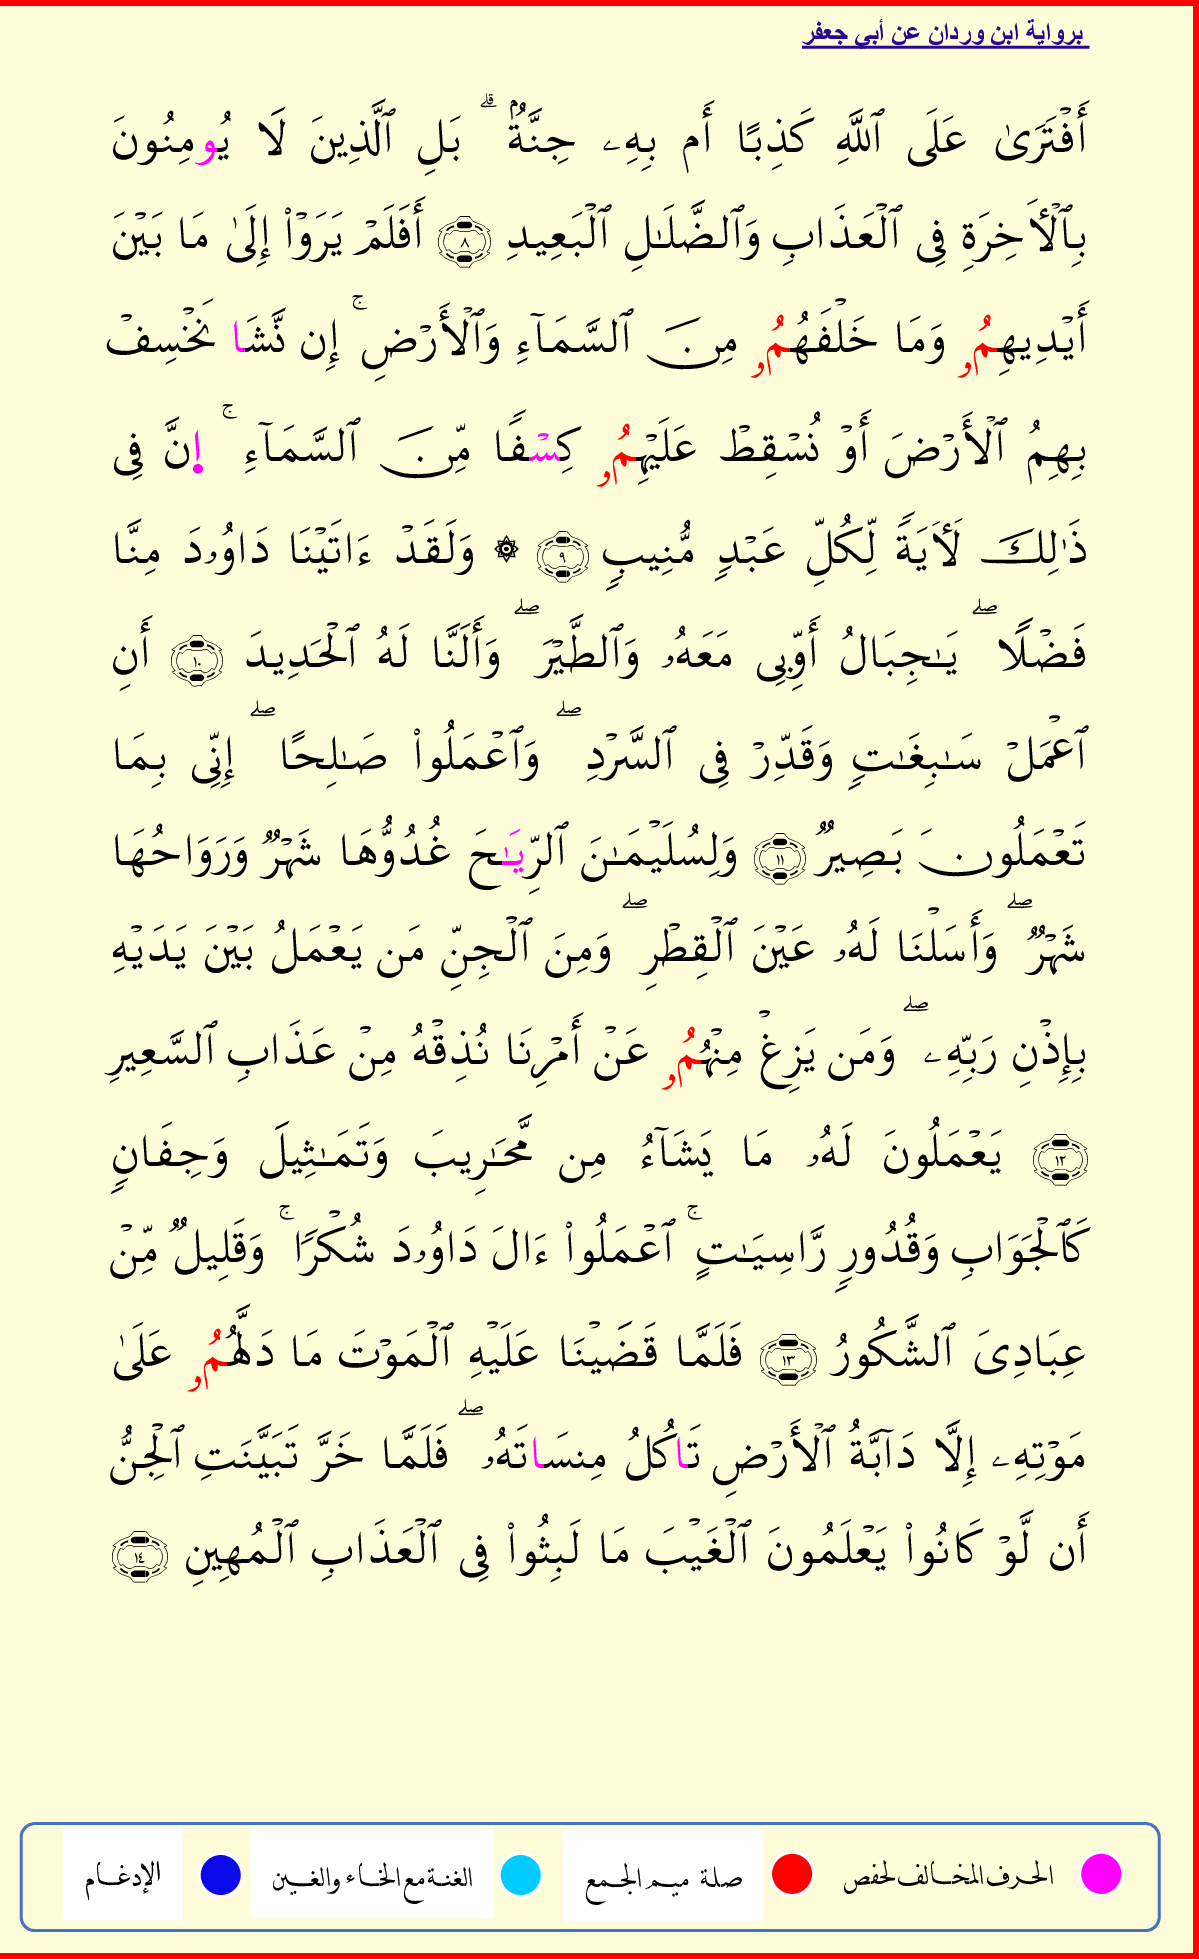 برواية ابن وردان عن أبي جعفر
أَفۡتَرَىٰ عَلَى ٱللَّهِ كَذِبًا أَم بِهِۦ جِنَّةُۢۗ بَلِ ٱلَّذِينَ لَا يُومِنُونَ
بِٱلۡأٓخِرَةِ فِى ٱلۡعَذَابِ وَٱلضَّلَٰلِ ٱلۡبَعِيدِ ٨ أَفَلَمۡ يَرَوۡاْ إِلَىٰ مَا بَيۡنَ
أَيۡدِيهِمُۥ وَمَا خَلۡفَهُمُۥ مِنَ ٱلسَّمَآءِ وَٱلۡأَرۡضِۚ إِن نَّشَا نَخۡسِفۡ
بِهِمُ ٱلۡأَرۡضَ أَوۡ نُسۡقِطۡ عَلَيۡهِمُۥ كِسۡفًا مِّنَ ٱلسَّمَآءِۚ اِنَّ فِى
ذَٰلِكَ لَأٓيَةً لِّكُلِّ عَبۡدٍ مُّنِيبٍ ٩ ۞ وَلَقَدۡ ءَاتَيۡنَا دَاوُۥدَ مِنَّا
فَضۡلًاۖ يَٰجِبَالُ أَوِّبِى مَعَهُۥ وَٱلطَّيۡرَۖ وَأَلَنَّا لَهُ ٱلۡحَدِيدَ ١٠ أَنِ
ٱعۡمَلۡ سَٰبِغَٰتٍ وَقَدِّرۡ فِى ٱلسَّرۡدِۖ وَٱعۡمَلُواْ صَٰلِحًاۖ إِنِّى بِمَا
تَعۡمَلُونَ بَصِيرٌ ١١ وَلِسُلَيۡمَٰنَ ٱلرِّيَٰحَ غُدُوُّهَا شَهۡرٌ وَرَوَاحُهَا
شَهۡرٌۖ وَأَسَلۡنَا لَهُۥ عَيۡنَ ٱلۡقِطۡرِۖ وَمِنَ ٱلۡجِنِّ مَن يَعۡمَلُ بَيۡنَ يَدَيۡهِ
بِإِذۡنِ رَبِّهِۦۖ وَمَن يَزِغۡ مِنۡهُمُۥ عَنۡ أَمۡرِنَا نُذِقۡهُ مِنۡ عَذَابِ ٱلسَّعِيرِ
١٢ يَعۡمَلُونَ لَهُۥ مَا يَشَآءُ مِن مَّحَٰرِيبَ وَتَمَٰثِيلَ وَجِفَانٍ
كَٱلۡجَوَابِ وَقُدُورٍ رَّاسِيَٰتٍۚ ٱعۡمَلُواْ ءَالَ دَاوُۥدَ شُكۡرًاۚ وَقَلِيلٌ مِّنۡ
عِبَادِىَ ٱلشَّكُورُ ١٣ فَلَمَّا قَضَيۡنَا عَلَيۡهِ ٱلۡمَوۡتَ مَا دَلَّهُمُۥ عَلَىٰ
مَوۡتِهِۦ إِلَّا دَآبَّةُ ٱلۡأَرۡضِ تَاكُلُ مِنسَاتَهُۥۖ فَلَمَّا خَرَّ تَبَيَّنَتِ ٱلۡجِنُّ
أَن لَّوۡ كَانُواْ يَعۡلَمُونَ ٱلۡغَيۡبَ مَا لَبِثُواْ فِى ٱلۡعَذَابِ ٱلۡمُهِينِ ١٤
الحرف المخالف لحفص صلة ميم الجمع الغنة مع الخاء والغين الإدغام